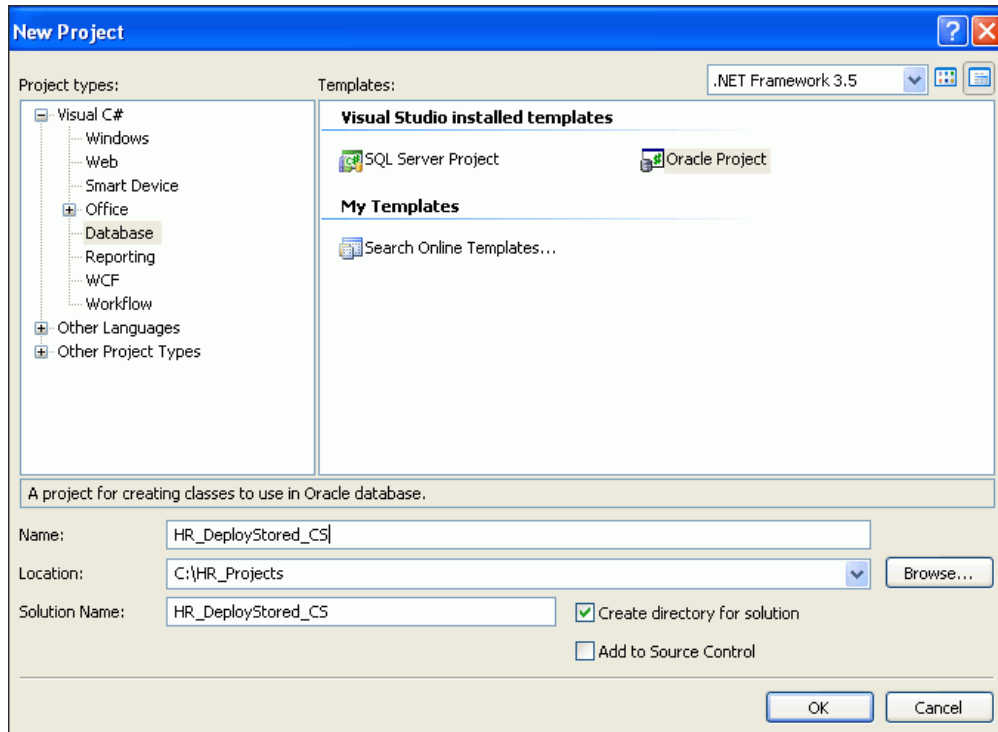 New Project
Project types:
Templates:
.NET Framework 3.5
Visual C#
Windows
Web
Smart Device
Office
Database
Reporting
WCF
Workflow
Other Languages
Other Project Types
Visual Studio installed templates
SQL Server Project
Oracle Project
My Templates
Search Online Templates...
A project for creating classes to use in Oracle database.
Name:
HR_DeployStored_CS
Location:
C:\HR_Projects
Browse...
Solution Name:
HR_DeployStored_CS
Create directory for solution
Add to Source Control
OK
Cancel